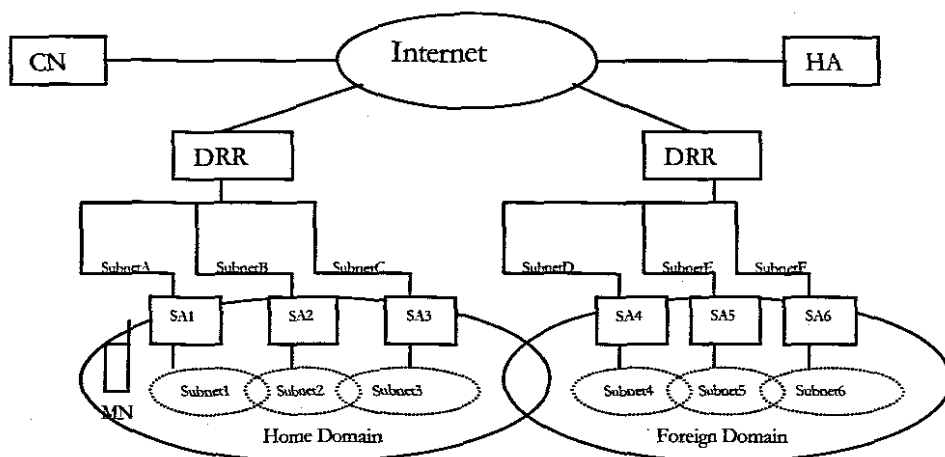 Internet
CN
HA
DRR
DRR
SubnetA
SubnetB
SubnetC
SubnetD
SubnetE
SubnetF
SA1
SA2
SA3
SA4
SA5
SA6
Subnet1
Subnet2
Subnet3
Subnet4
Subnet5
Subnet6
MN
Home Domain
Foreign Domain